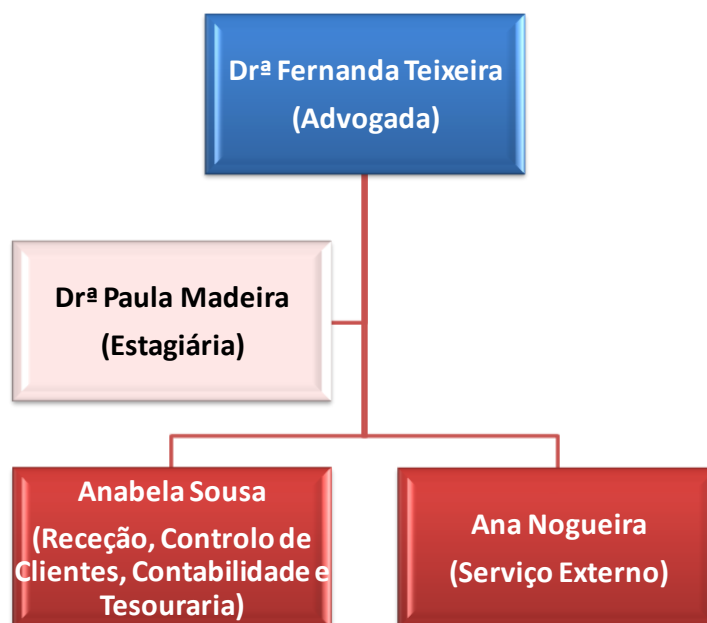 Drª Fernanda Teixeira
(Advogada)
Drª Paula Madeira
(Estagiária)
Anabela Sousa
(Receção, Controlo de
Clientes, Contabilidade e
Tesouraria)
Ana Nogueira
(Serviço Externo)